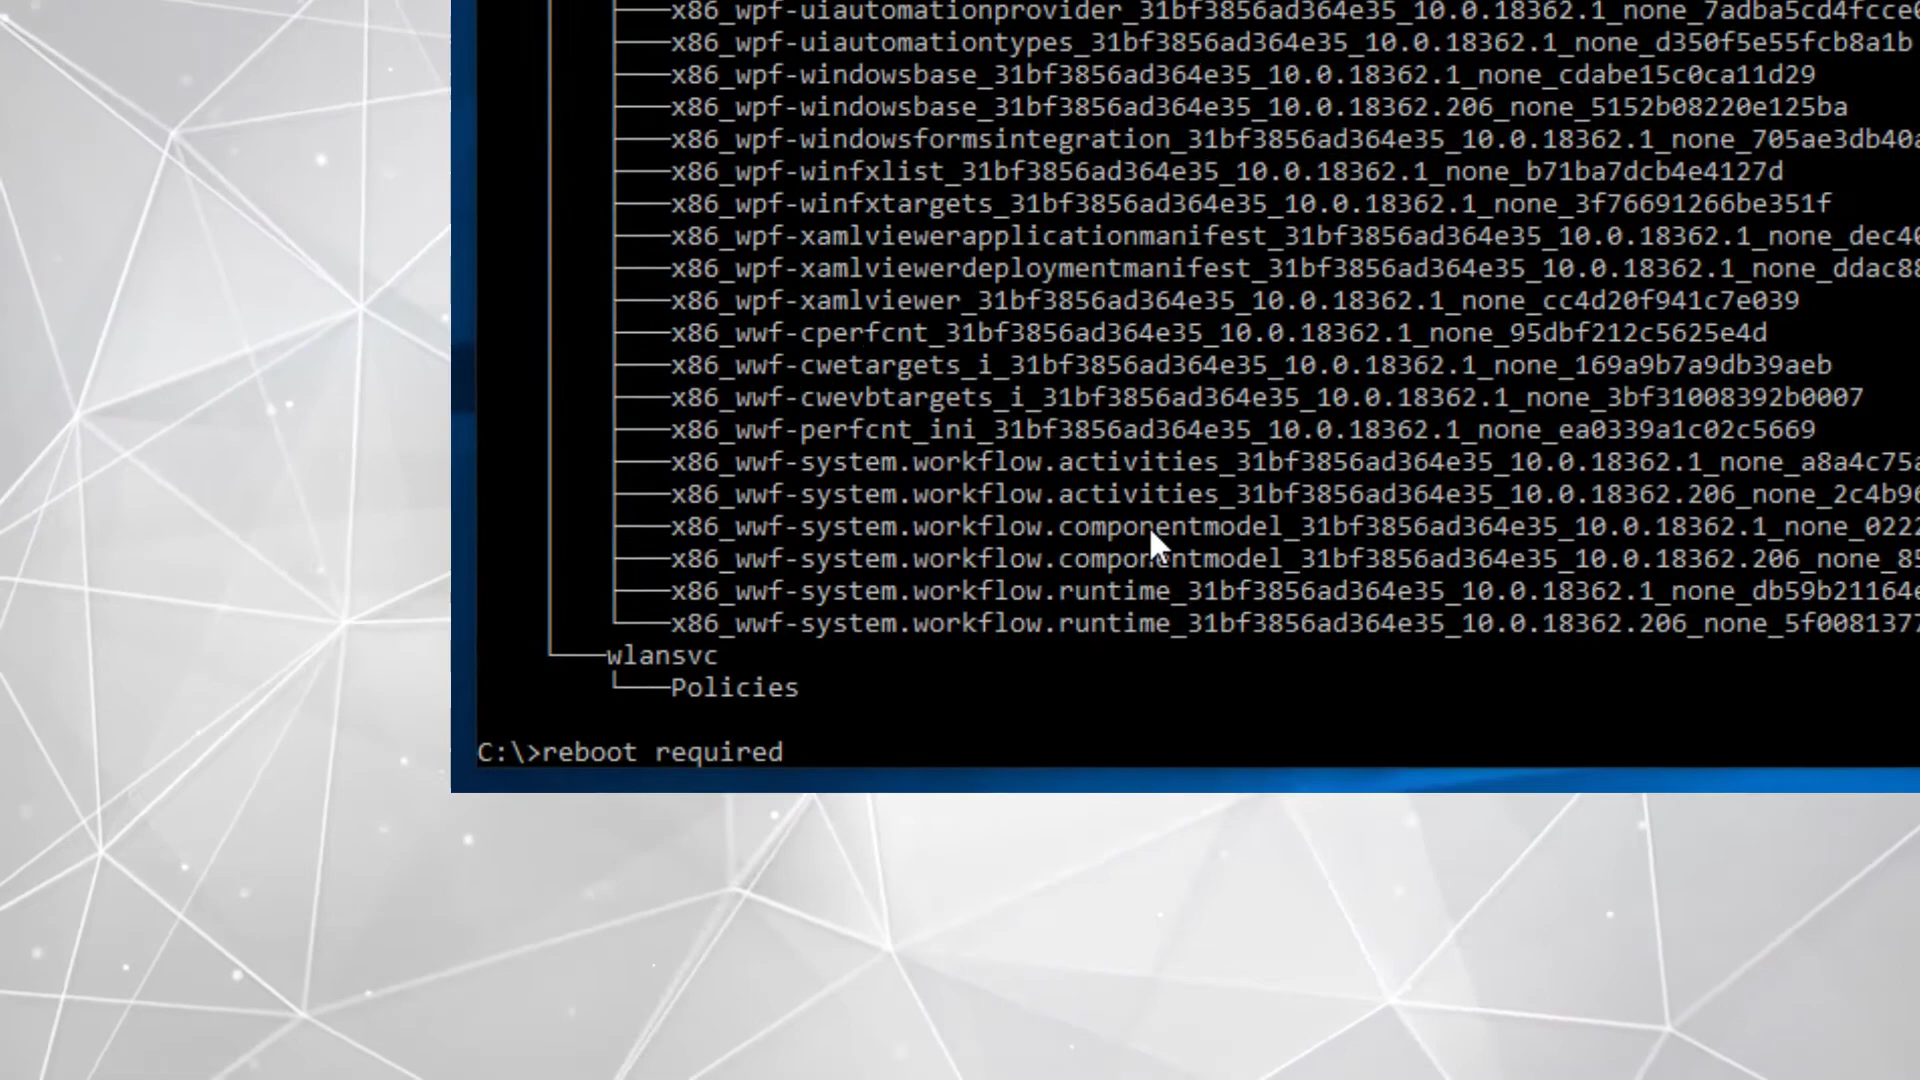 x86_wpf-uiautomationprovider_31bf3856ad364e35_10.0.18362.1_none_7adba5cd4fcce
x86_wpf-uiautomationtypes_31bf3856ad364e35_10.0.18362.1_none_d350f5e55fcb8a1b
x86_wpf-windowsbase_31bf3856ad364e35_10.0.18362.1_none_cdabe15c0ca11d29
x86_wpf-windowsbase_31bf3856ad364e35_10.0.18362.206_none_5152b08220e125ba
x86_wpf-windowsformsintegration_31bf3856ad364e35_10.0.18362.1_none_705ae3db40a
x86_wpf-winfxlist_31bf3856ad364e35_10.0.18362.1_none_b71ba7dcb4e4127d
x86_wpf-winfxtargets_31bf3856ad364e35_10.0.18362.1_none_3f76691266be351f
x86_wpf-xamlviewerapplicationmanifest_31bf3856ad364e35_10.0.18362.1_none_dec40
x86_wpf-xamlviewerdeploymentmanifest_31bf3856ad364e35_10.0.18362.1_none_ddac88
x86_wpf-xamlviewer_31bf3856ad364e35_10.0.18362.1_none_cc4d20f941c7e039
x86_wwf-cperfcnt_31bf3856ad364e35_10.0.18362.1_none_95dbf212c5625e4d
x86_wwf-cwetargets_i_31bf3856ad364e35_10.0.18362.1_none_169a9b7a9db39aeb
x86_wwf-cwevbtargets_i_31bf3856ad364e35_10.0.18362.1_none_3bf31008392b0007
x86_wwf-perfcnt_ini_31bf3856ad364e35_10.0.18362.1_none_ea0339a1c02c5669
x86_wwf-system.workflow.activities_31bf3856ad364e35_10.0.18362.1_none_a8a4c75a
x86_wwf-system.workflow.activities_31bf3856ad364e35_10.0.18362.206_none_2c4b96
x86_wwf-system.workflow.componentmodel_31bf3856ad364e35_10.0.18362.1_none_0222
x86_wwf-system.workflow.componentmodel_31bf3856ad364e35_10.0.18362.206_none_85
x86_wwf-system.workflow.runtime_31bf3856ad364e35_10.0.18362.1_none_db59b21164e
x86_wwf-system.workflow.runtime_31bf3856ad364e35_10.0.18362.206_none_5f0081377
wlansvc
Policies
C:\>reboot required